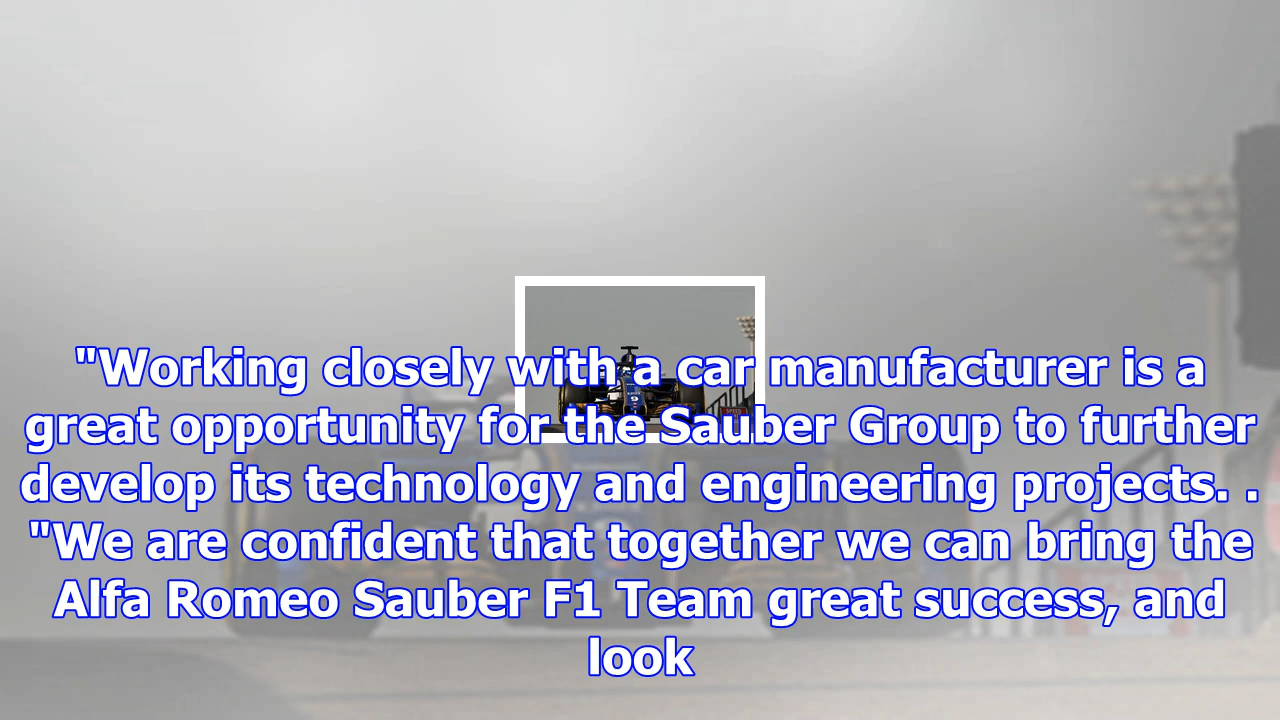 "Working closely with a car manufacturer is a
great opportunity for the Sauber Group to further
develop its technology and engineering projects. .
"We are confident that together we can bring the
Alfa Romeo Sauber F1 Team great success, and
look
9